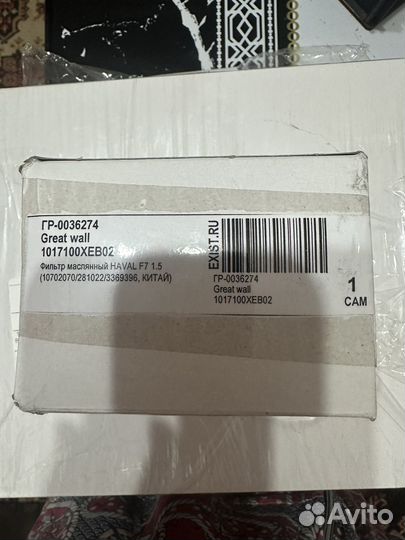 ГР-0036274
Great wall
1017100XEB02
Фильтр маслянный HAVAL F7 1.5
(10702070/281022/3369396, КИТАЙ)
EXIST.RU
ГР-0036274
Great wall
1017100XEB02
1
САМ
Avito